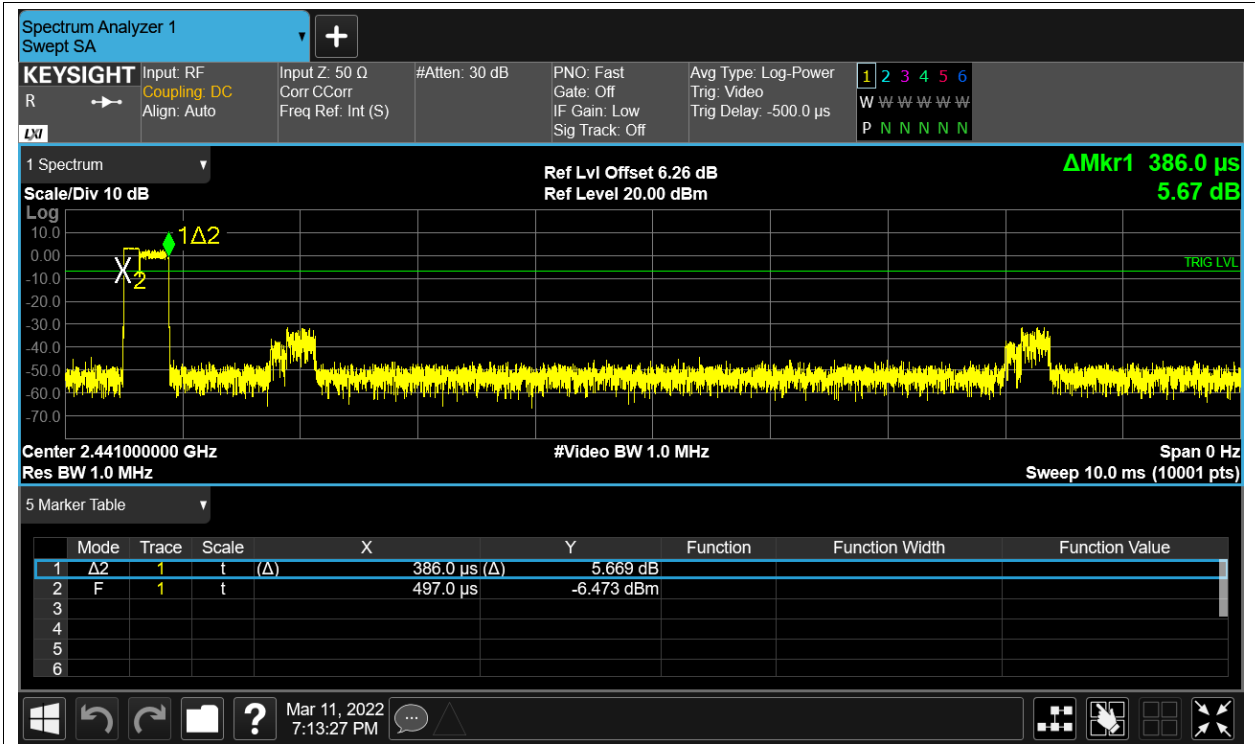 Spectrum Analyzer 1
Swept SA
+
KEYSIGHT
R
LXI
Input: RF
Coupling: DC
Align: Auto
Input Z: 50 Ω
Corr CCorr
Freq Ref: Int (S)
#Atten: 30 dB
PNO: Fast
Gate: Off
IF Gain: Low
Sig Track: Off
Avg Type: Log-Power
Trig: Video
Trig Delay: -500.0 µs
1 2 3 4 5 6
W W W W W W
P N N N N N
1 Spectrum
Scale/Div 10 dB
Log
Ref Lvl Offset 6.26 dB
Ref Level 20.00 dBm
ΔMkr1 386.0 µs
5.67 dB
10.0
0.00
-10.0
-20.0
-30.0
-40.0
-50.0
-60.0
-70.0
1Δ2
X2
TRIG LVL
Center 2.441000000 GHz
#Video BW 1.0 MHz
Span 0 Hz
Res BW 1.0 MHz
Sweep 10.0 ms (10001 pts)
5 Marker Table
Mode Trace Scale X Y Function Function Width Function Value
1 Δ2 1 t (Δ) 386.0 µs (Δ) 5.669 dB
2 F 1 t 497.0 µs -6.473 dBm
3
4
5
6
?
Mar 11, 2022
7:13:27 PM